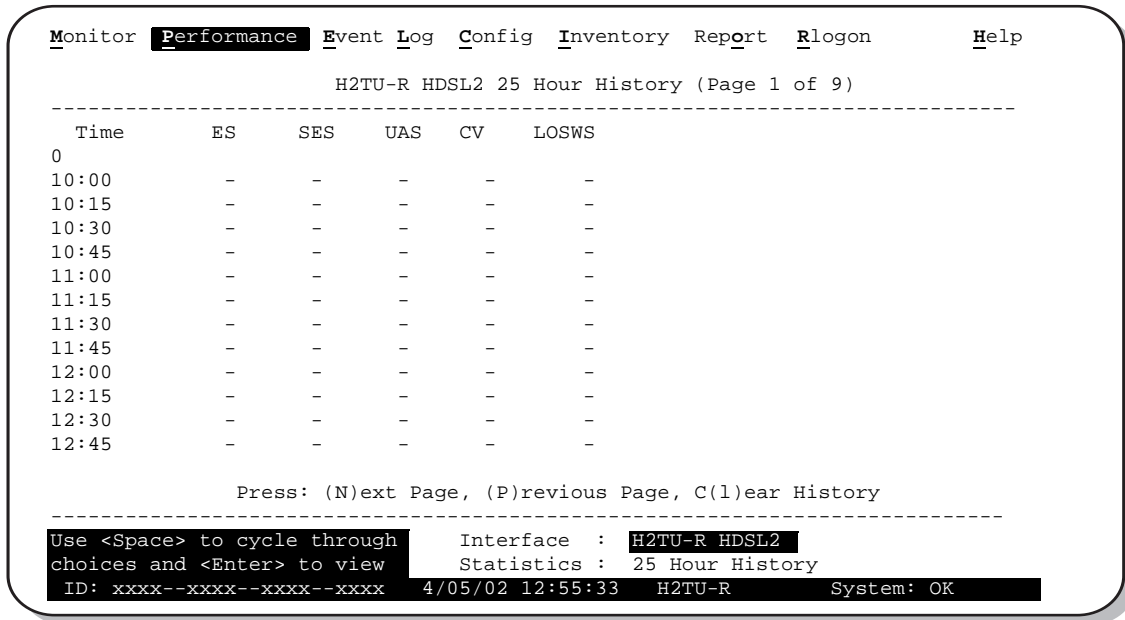 Monitor Performance Event Log Config Inventory Report Rlogon Help
H2TU-R HDSL2 25 Hour History (Page 1 of 9)
------------------------------------------------------------------------------
Time ES SES UAS CV LOSWS
0
10:00 - - - - -
10:15 - - - - -
10:30 - - - - -
10:45 - - - - -
11:00 - - - - -
11:15 - - - - -
11:30 - - - - -
11:45 - - - - -
12:00 - - - - -
12:15 - - - - -
12:30 - - - - -
12:45 - - - - -
Press: (N)ext Page, (P)revious Page, C(l)ear History
-----------------------------------------------------------------------------
Use <Space> to cycle through Interface : H2TU-R HDSL2
choices and <Enter> to view Statistics : 25 Hour History
ID: xxxx--xxxx--xxxx--xxxx 4/05/02 12:55:33 H2TU-R System: OK